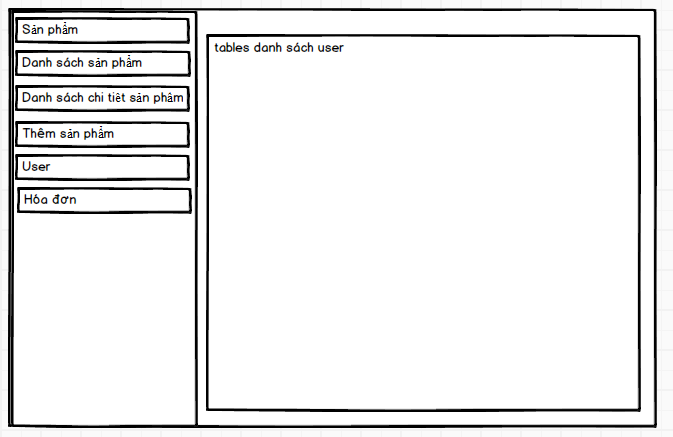 Sản phẩm
Danh sách sản phẩm
Danh sách chi tiết sản phẩm
Thêm sản phẩm
User
Hóa đơn
tables danh sách user